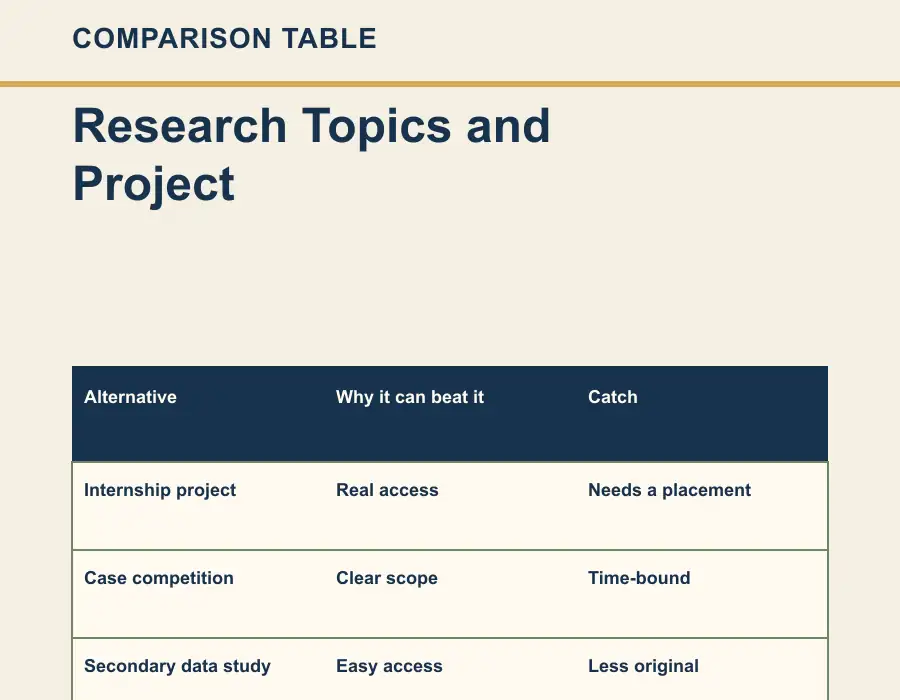 COMPARISON TABLE
Research Topics and
Project
Alternative Why it can beat it Catch
Internship project Real access Needs a placement
Case competition Clear scope Time-bound
Secondary data study Easy access Less original